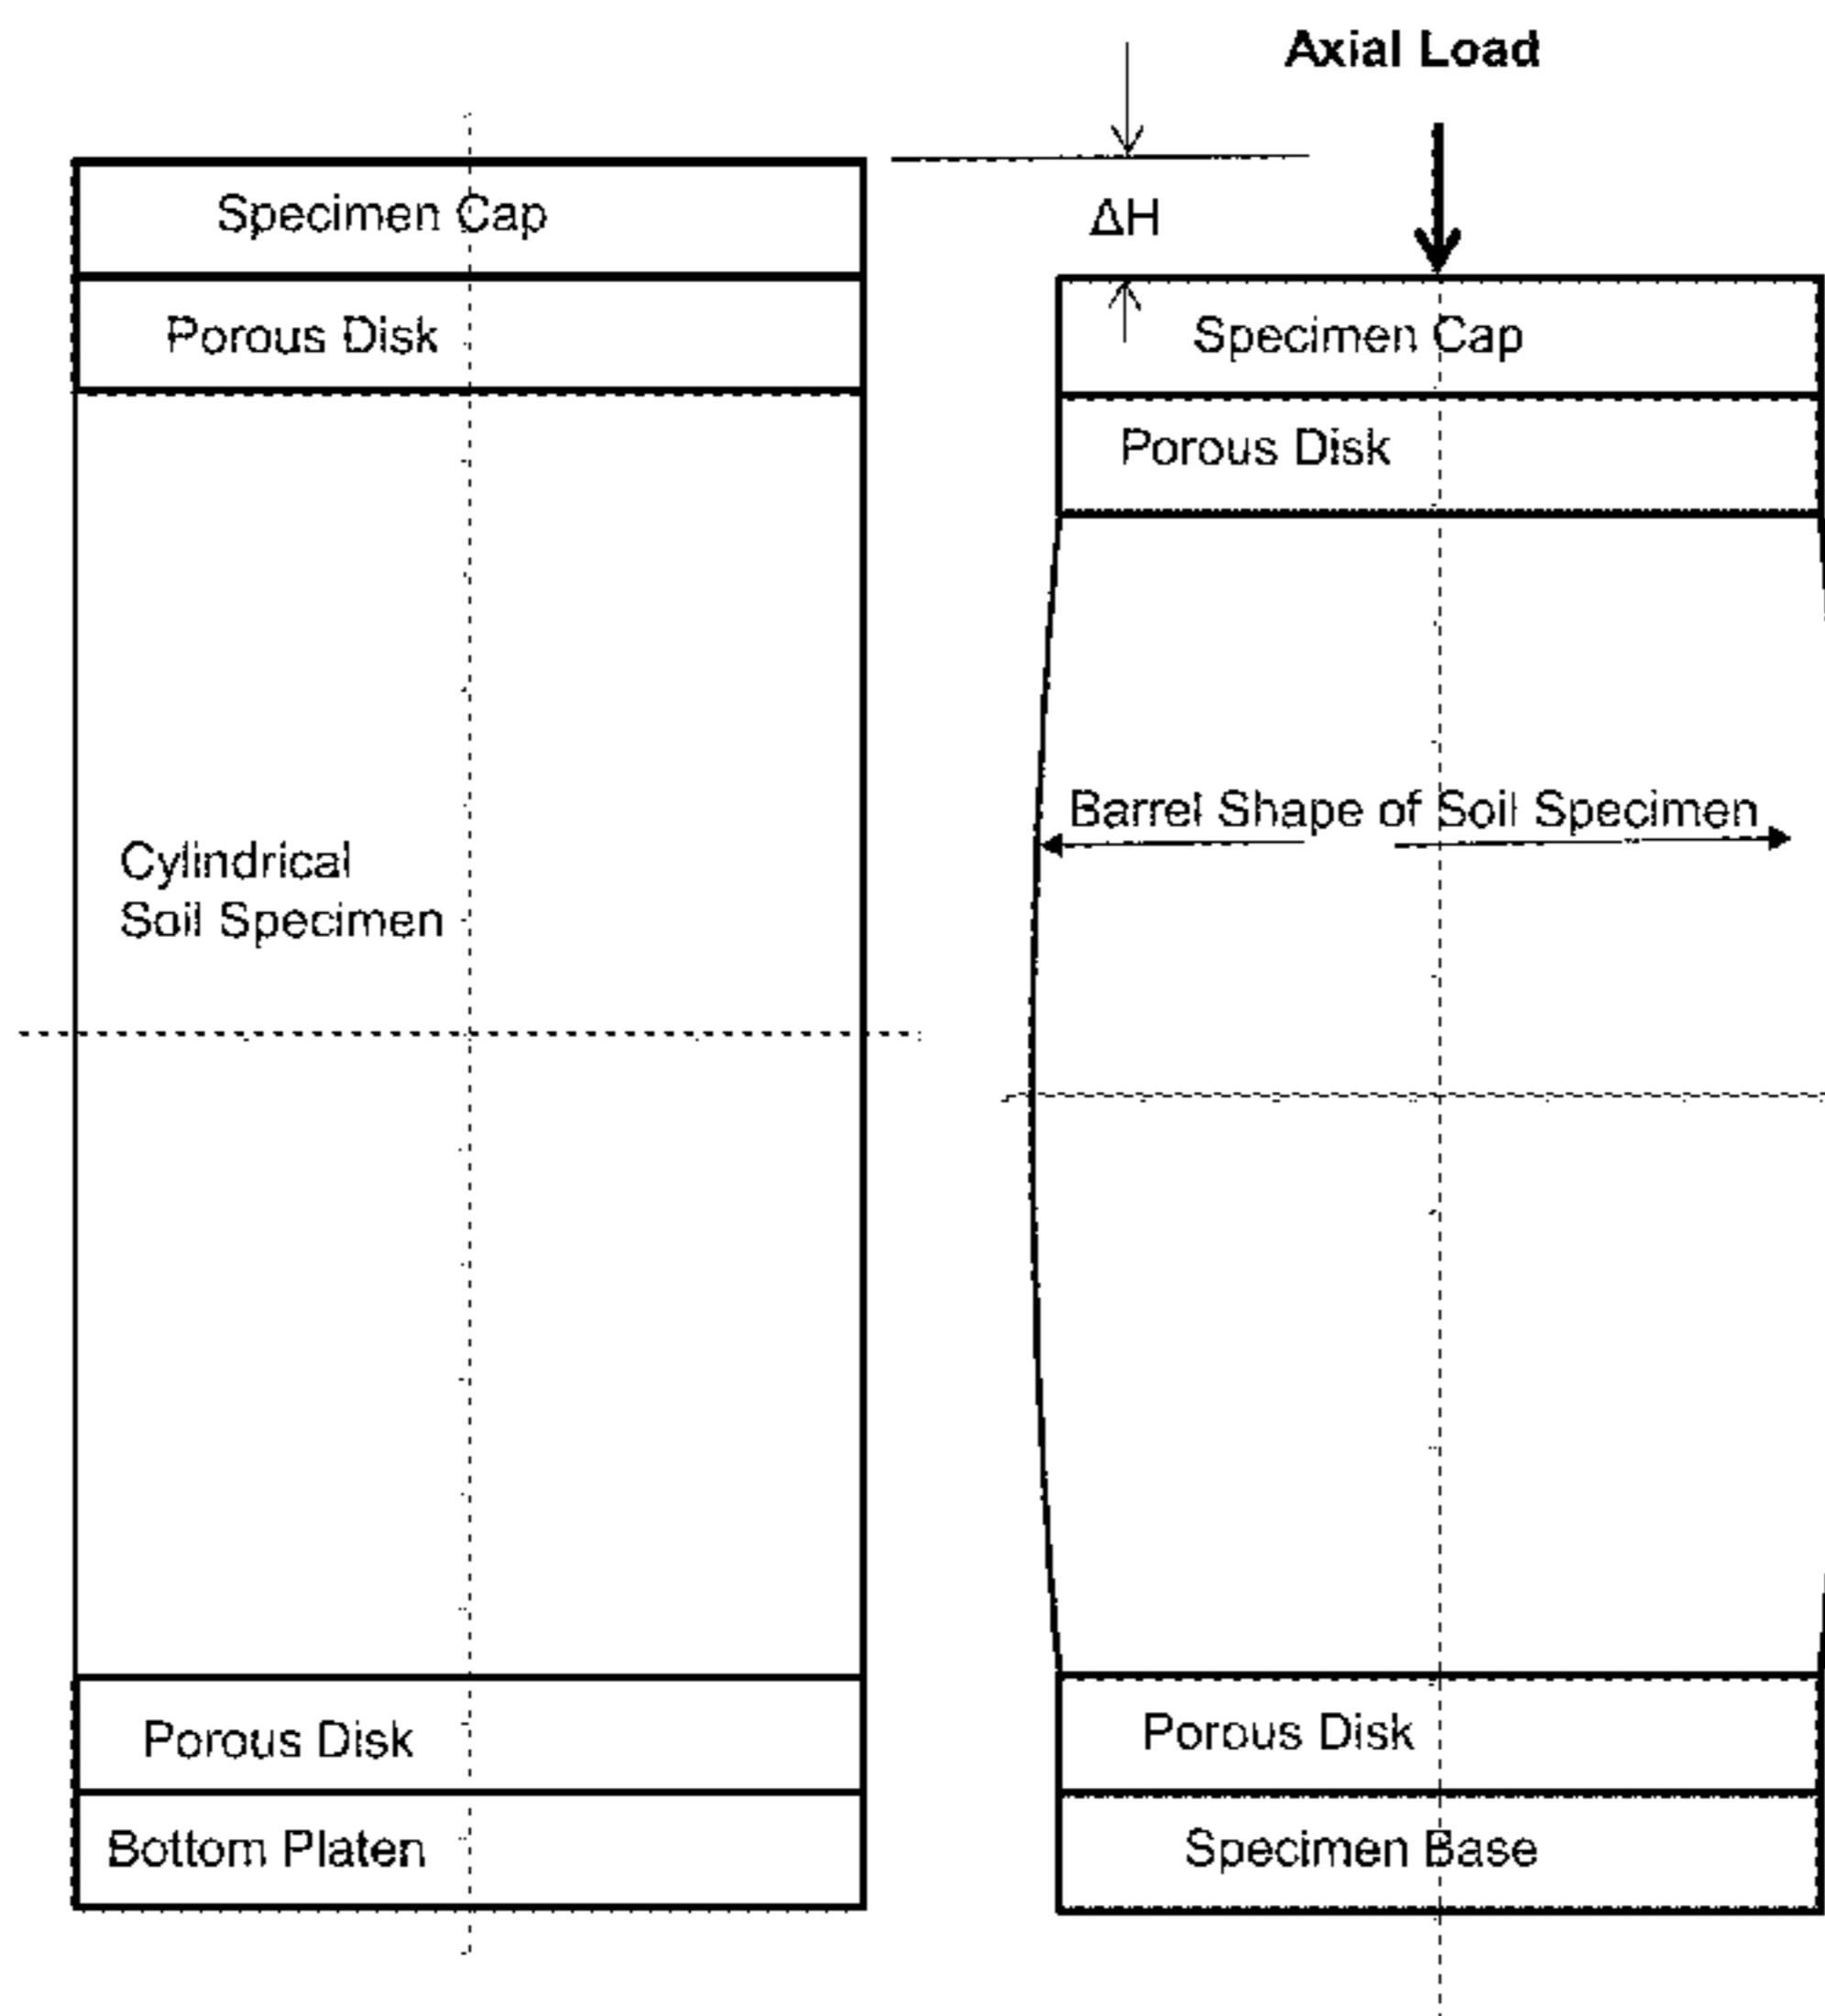 Specimen Cap
Porous Disk
Cylindrical
Soil Specimen
Porous Disk
Bottom Platen
Axial Load
ΔH
Specimen Cap
Porous Disk
Barrel Shape of Soil Specimen
Porous Disk
Specimen Base